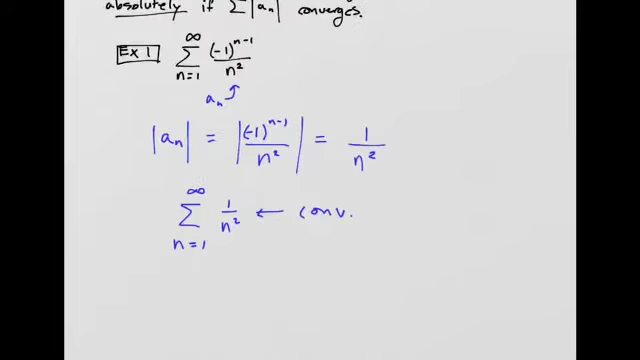 absolutely if ∑ |aₙ| converges.
Ex 1 ∑_{n=1}^{∞} (-1)^{n-1} / n²
aₙ
|aₙ| = | (-1)^{n-1} / n² | = 1 / n²
∑_{n=1}^{∞} 1 / n² ← conv.